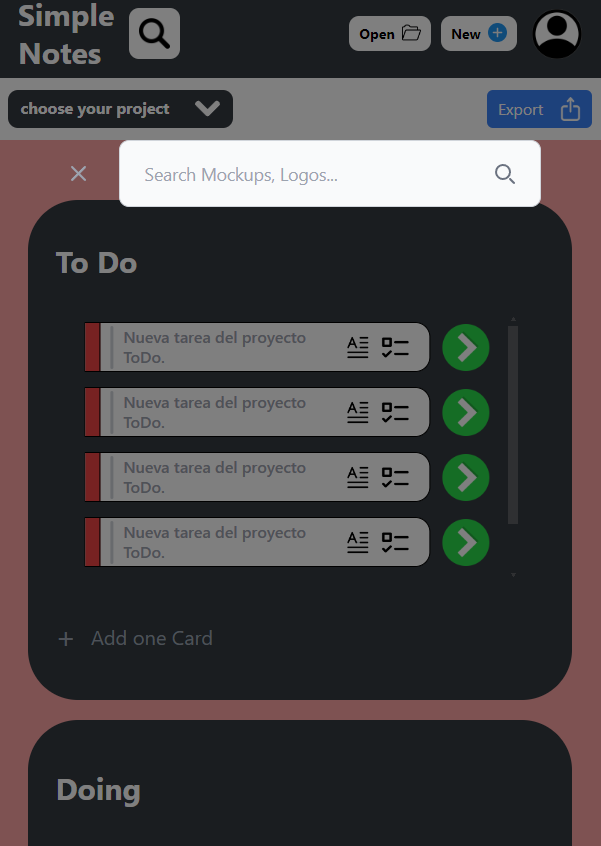 Simple
Notes
Open
New
choose your project
Export
Search Mockups, Logos...
To Do
Nueva tarea del proyecto
ToDo.
Nueva tarea del proyecto
ToDo.
Nueva tarea del proyecto
ToDo.
Nueva tarea del proyecto
ToDo.
+ Add one Card
Doing